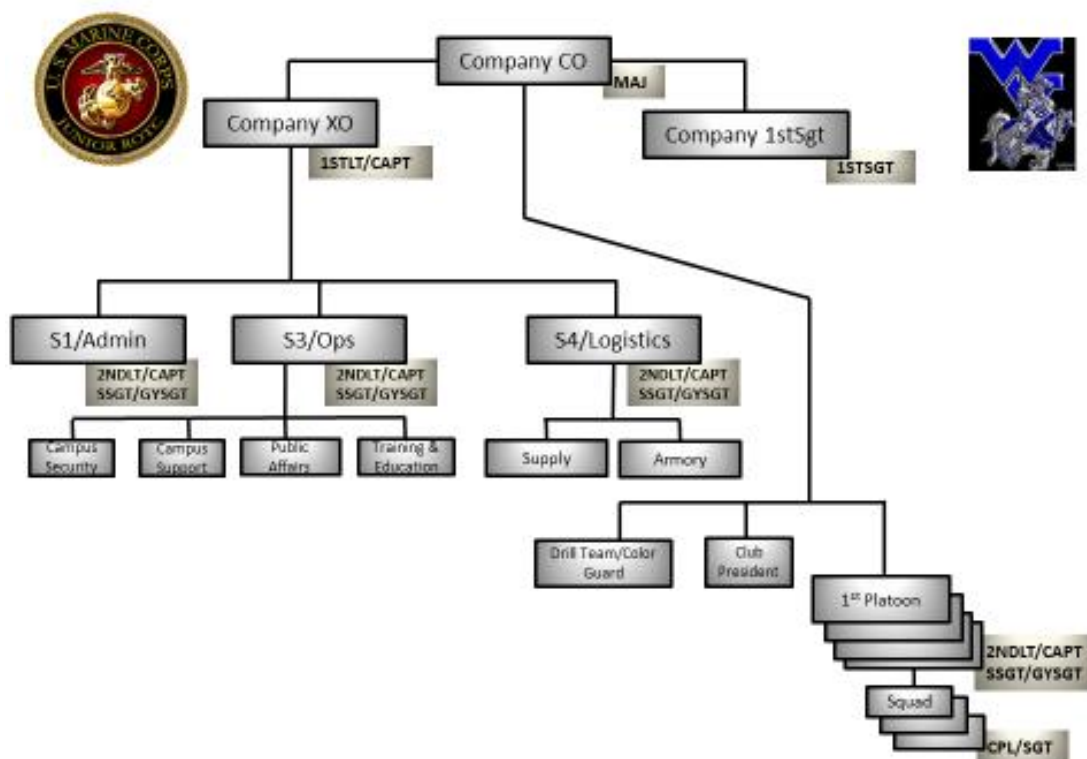 U.S. MARINE CORPS
JUNIOR ROTC
WC
Company CO
MAJ
Company XO
1STLT/CAPT
Company 1stSgt
1STSGT
S1/Admin
2NDLT/CAPT
SSGT/GYSGT
S3/Ops
2NDLT/CAPT
SSGT/GYSGT
S4/Logistics
2NDLT/CAPT
SSGT/GYSGT
Campus
Security
Campus
Support
Public
Affairs
Training &
Education
Supply
Armory
Drill Team/Color
Guard
Club
President
1st Platoon
2NDLT/CAPT
SSGT/GYSGT
Squad
CPL/SGT